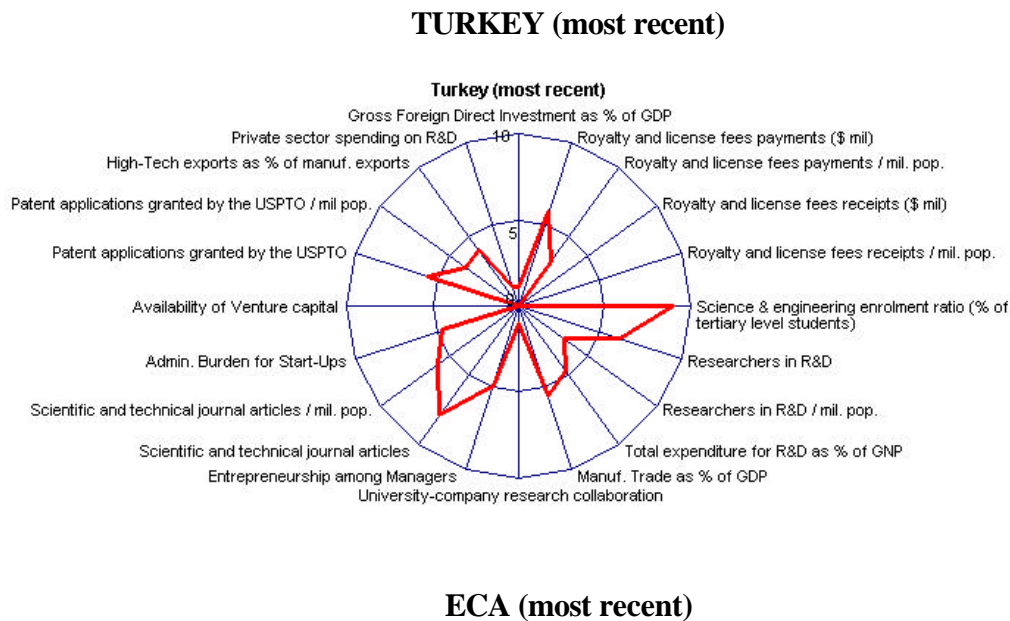 TURKEY (most recent)
Turkey (most recent)
Gross Foreign Direct Investment as % of GDP
Private sector spending on R&D
10
Royalty and license fees payments ($ mil)
High-Tech exports as % of manuf. exports
Royalty and license fees payments / mil. pop.
Patent applications granted by the USPTO / mil pop.
Royalty and license fees receipts ($ mil)
5
Patent applications granted by the USPTO
Royalty and license fees receipts / mil. pop.
Availability of Venture capital
0
Science & engineering enrolment ratio (% of
tertiary level students)
Admin. Burden for Start-Ups
Researchers in R&D
Scientific and technical journal articles / mil. pop.
Researchers in R&D / mil. pop.
Scientific and technical journal articles
Total expenditure for R&D as % of GNP
Entrepreneurship among Managers
Manuf. Trade as % of GDP
University-company research collaboration
ECA (most recent)